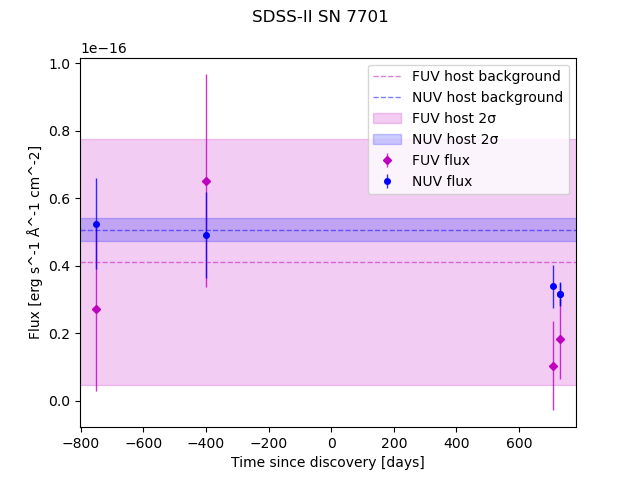 SDSS-II SN 7701
1e−16
FUV host background
NUV host background
FUV host 2σ
NUV host 2σ
FUV flux
NUV flux
1.0
0.8
0.6
0.4
0.2
0.0
Flux [erg s^-1 Å^-1 cm^-2]
−800 −600 −400 −200 0 200 400 600
Time since discovery [days]